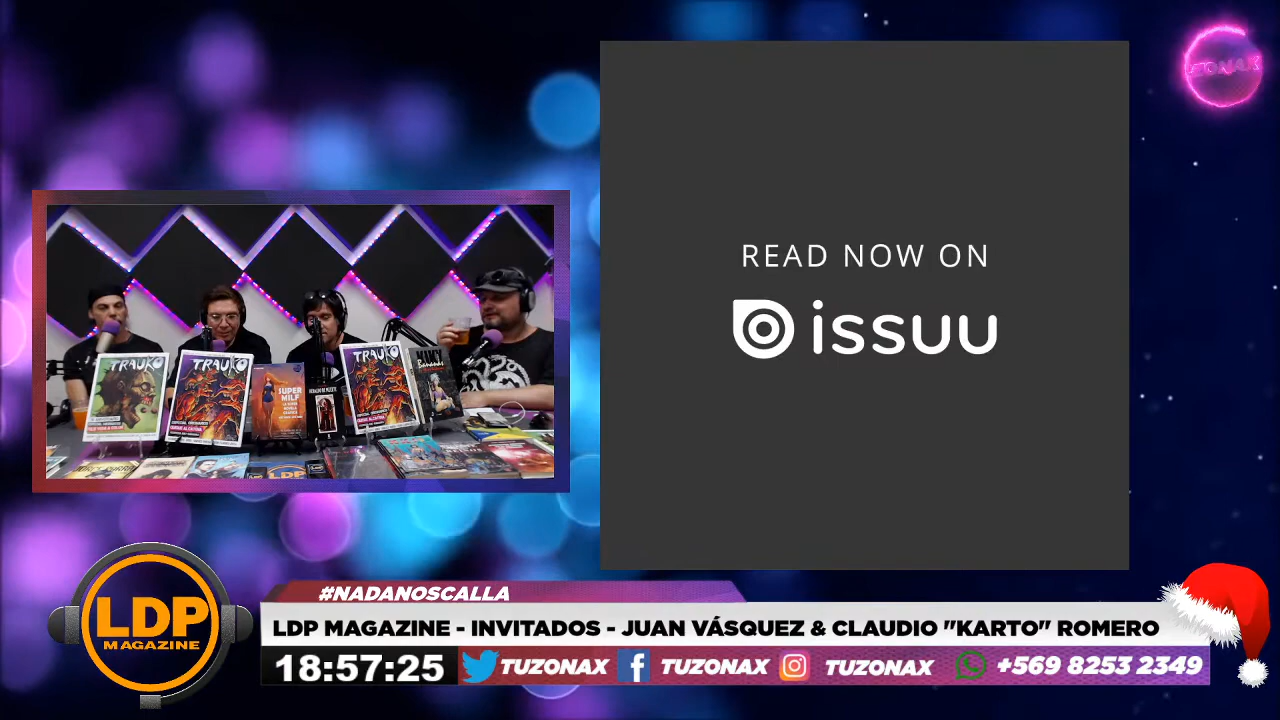 READ NOW ON
issuu
TRAUKO
TRAUKO
SUPER
MILF
TRAUKO
LDP
#NADANOSCALLA
LDP MAGAZINE - INVITADOS - JUAN VÁSQUEZ & CLAUDIO "KARTO" ROMERO
LDP
MAGAZINE
18:57:25 TUZONAX TUZONAX TUZONAX +569 8253 2349